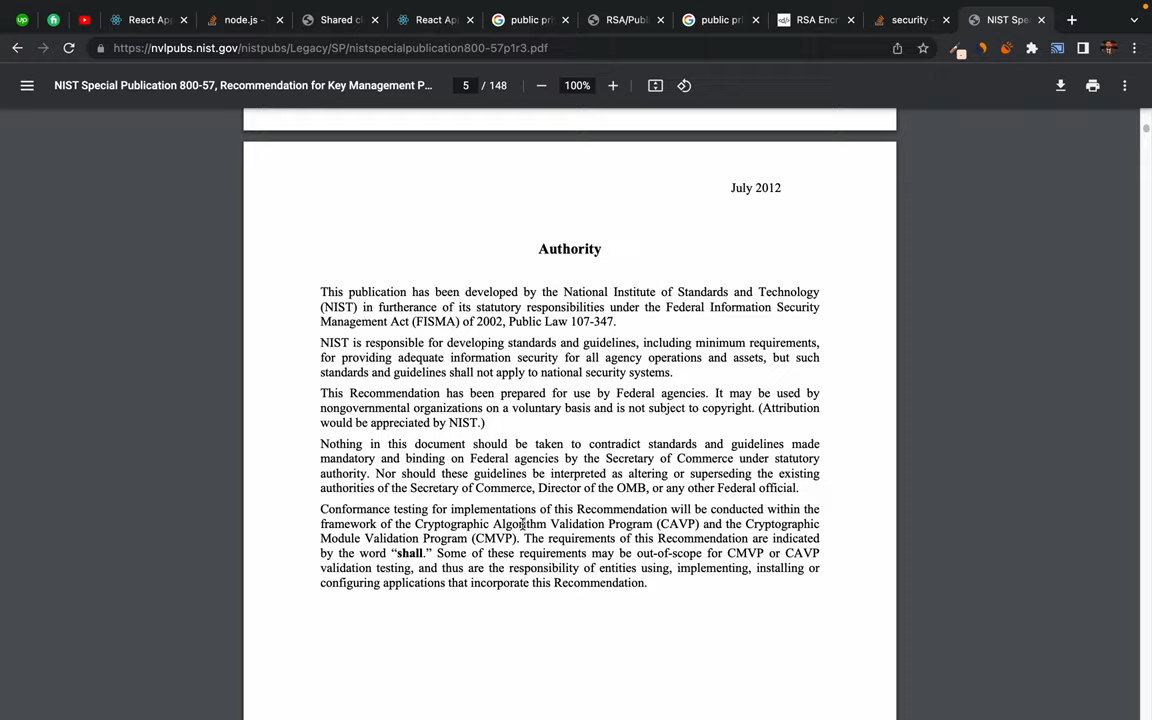 React App
node.js -
Shared cl
React App
public pri
RSA/Publ
public pri
RSA Encr
security
NIST Spe
https://nvlpubs.nist.gov/nistpubs/Legacy/SP/nistspecialpublication800-57p1r3.pdf
NIST Special Publication 800-57, Recommendation for Key Management P...
5 / 148
100%
July 2012
Authority
This publication has been developed by the National Institute of Standards and Technology
(NIST) in furtherance of its statutory responsibilities under the Federal Information Security
Management Act (FISMA) of 2002, Public Law 107-347.
NIST is responsible for developing standards and guidelines, including minimum requirements,
for providing adequate information security for all agency operations and assets, but such
standards and guidelines shall not apply to national security systems.
This Recommendation has been prepared for use by Federal agencies. It may be used by
nongovernmental organizations on a voluntary basis and is not subject to copyright. (Attribution
would be appreciated by NIST.)
Nothing in this document should be taken to contradict standards and guidelines made
mandatory and binding on Federal agencies by the Secretary of Commerce under statutory
authority. Nor should these guidelines be interpreted as altering or superseding the existing
authorities of the Secretary of Commerce, Director of the OMB, or any other Federal official.
Conformance testing for implementations of this Recommendation will be conducted within the
framework of the Cryptographic Algorithm Validation Program (CAVP) and the Cryptographic
Module Validation Program (CMVP). The requirements of this Recommendation are indicated
by the word “shall.” Some of these requirements may be out-of-scope for CMVP or CAVP
validation testing, and thus are the responsibility of entities using, implementing, installing or
configuring applications that incorporate this Recommendation.